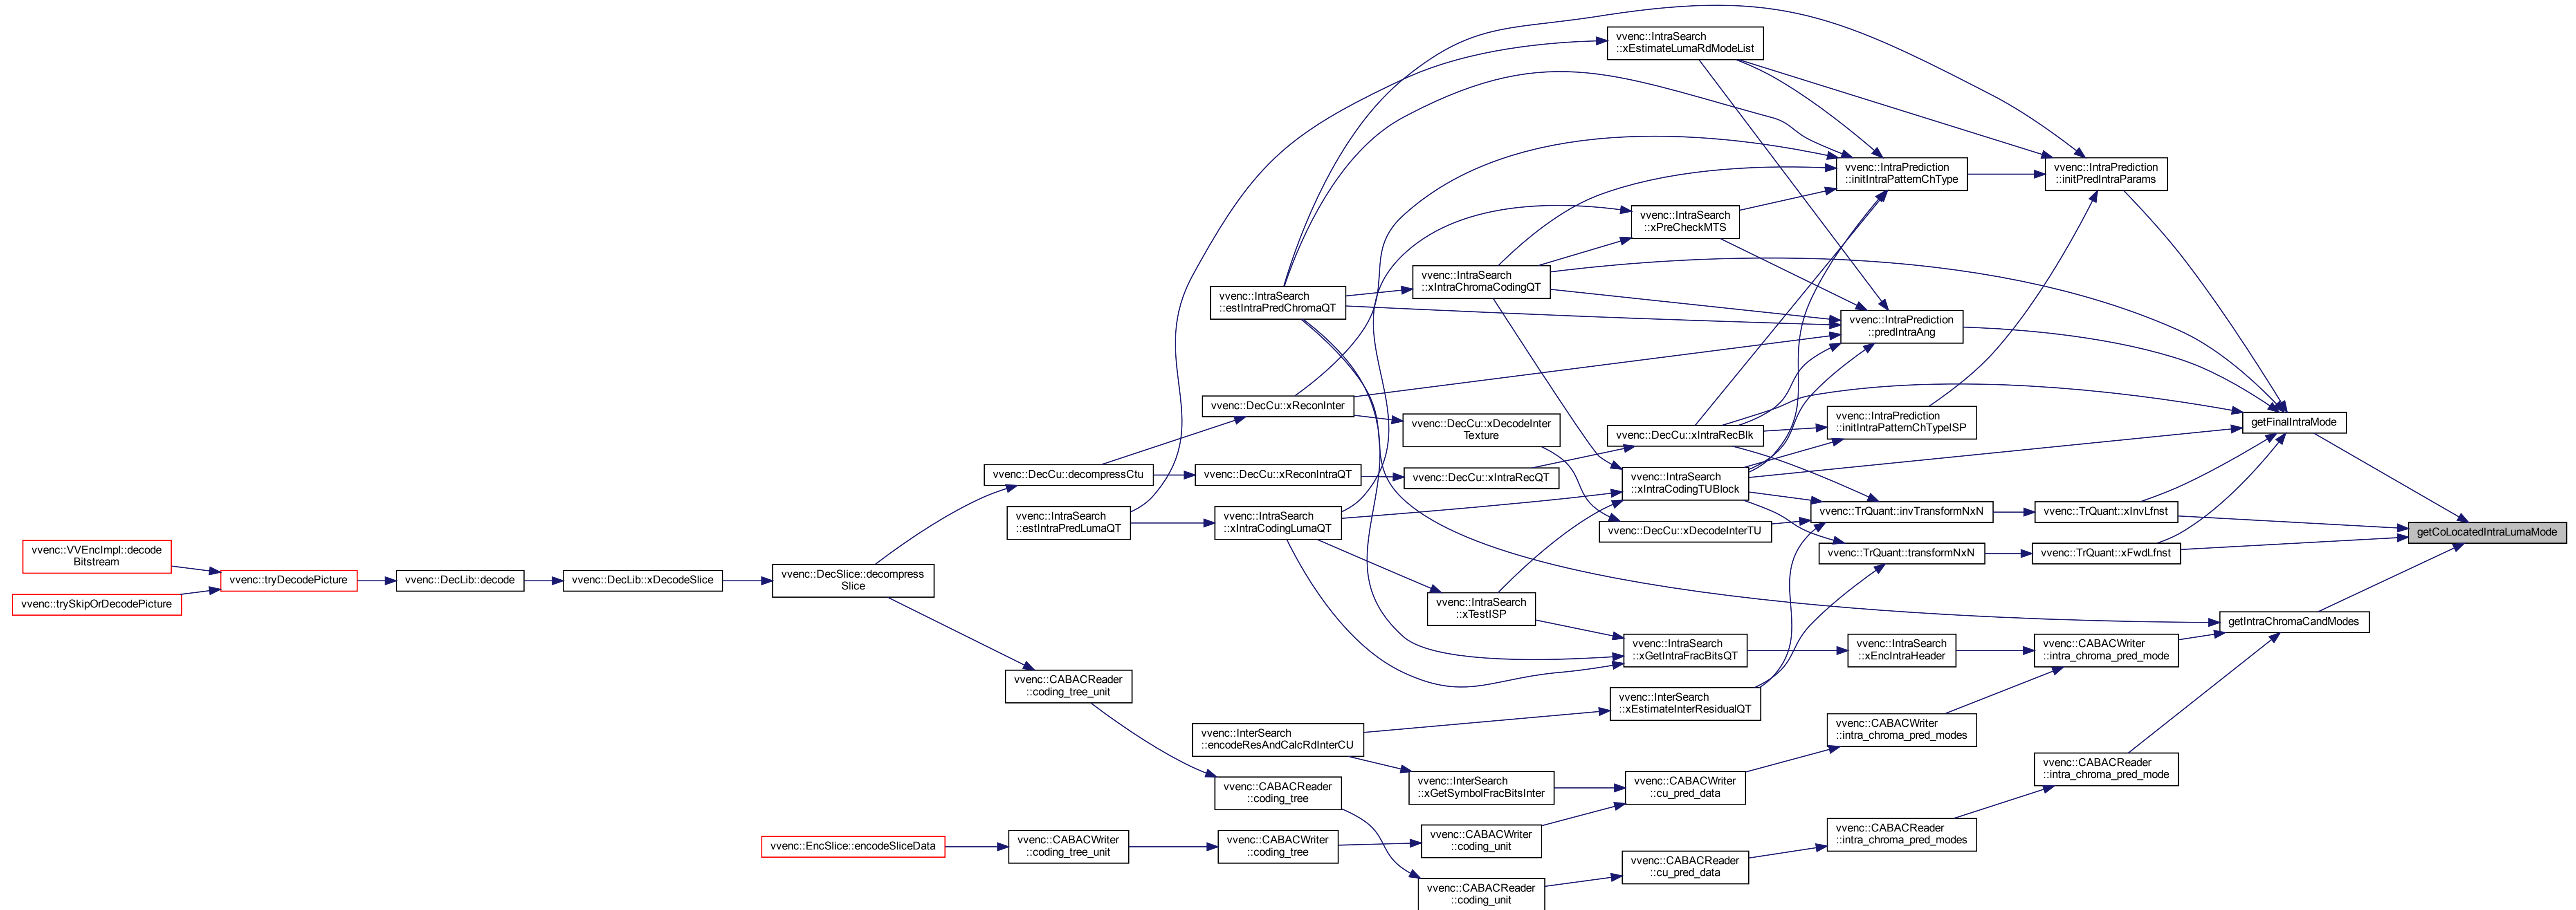 vvenc::IntraSearch
::xEstimateLumaRdModeList
vvenc::IntraPrediction
::initIntraPatternChType
vvenc::IntraPrediction
::initPredIntraParams
vvenc::IntraSearch
::xPreCheckMTS
vvenc::IntraSearch
::xIntraChromaCodingQT
vvenc::IntraSearch
::estIntraPredChromaQT
vvenc::IntraPrediction
::predIntraAng
vvenc::DecCu::xReconInter
vvenc::DecCu::xDecodeInter
Texture
vvenc::DecCu::xIntraRecBlk
vvenc::IntraPrediction
::initIntraPatternChTypeISP
getFinalIntraMode
vvenc::DecCu::decompressCtu
vvenc::DecCu::xReconIntraQT
vvenc::DecCu::xIntraRecQT
vvenc::IntraSearch
::xIntraCodingTUBlock
vvenc::IntraSearch
::estIntraPredLumaQT
vvenc::IntraSearch
::xIntraCodingLumaQT
vvenc::DecCu::xDecodeInterTU
vvenc::TrQuant::invTransformNxN
vvenc::TrQuant::xInvLfnst
getCoLocatedIntraLumaMode
vvenc::VVEncImpl::decode
Bitstream
vvenc::TrQuant::transformNxN
vvenc::TrQuant::xFwdLfnst
vvenc::tryDecodePicture
vvenc::DecLib::decode
vvenc::DecLib::xDecodeSlice
vvenc::DecSlice::decompress
Slice
vvenc::trySkipOrDecodePicture
vvenc::IntraSearch
::xTestISP
getIntraChromaCandModes
vvenc::IntraSearch
::xGetIntraFracBitsQT
vvenc::IntraSearch
::xEncIntraHeader
vvenc::CABACWriter
::intra_chroma_pred_mode
vvenc::CABACReader
::coding_tree_unit
vvenc::InterSearch
::xEstimateInterResidualQT
vvenc::InterSearch
::encodeResAndCalcRdInterCU
vvenc::CABACWriter
::intra_chroma_pred_modes
vvenc::CABACReader
::intra_chroma_pred_mode
vvenc::CABACReader
::coding_tree
vvenc::InterSearch
::xGetSymbolFracBitsInter
vvenc::CABACWriter
::cu_pred_data
vvenc::EncSlice::encodeSliceData
vvenc::CABACWriter
::coding_tree_unit
vvenc::CABACWriter
::coding_tree
vvenc::CABACWriter
::coding_unit
vvenc::CABACReader
::intra_chroma_pred_modes
vvenc::CABACReader
::cu_pred_data
vvenc::CABACReader
::coding_unit